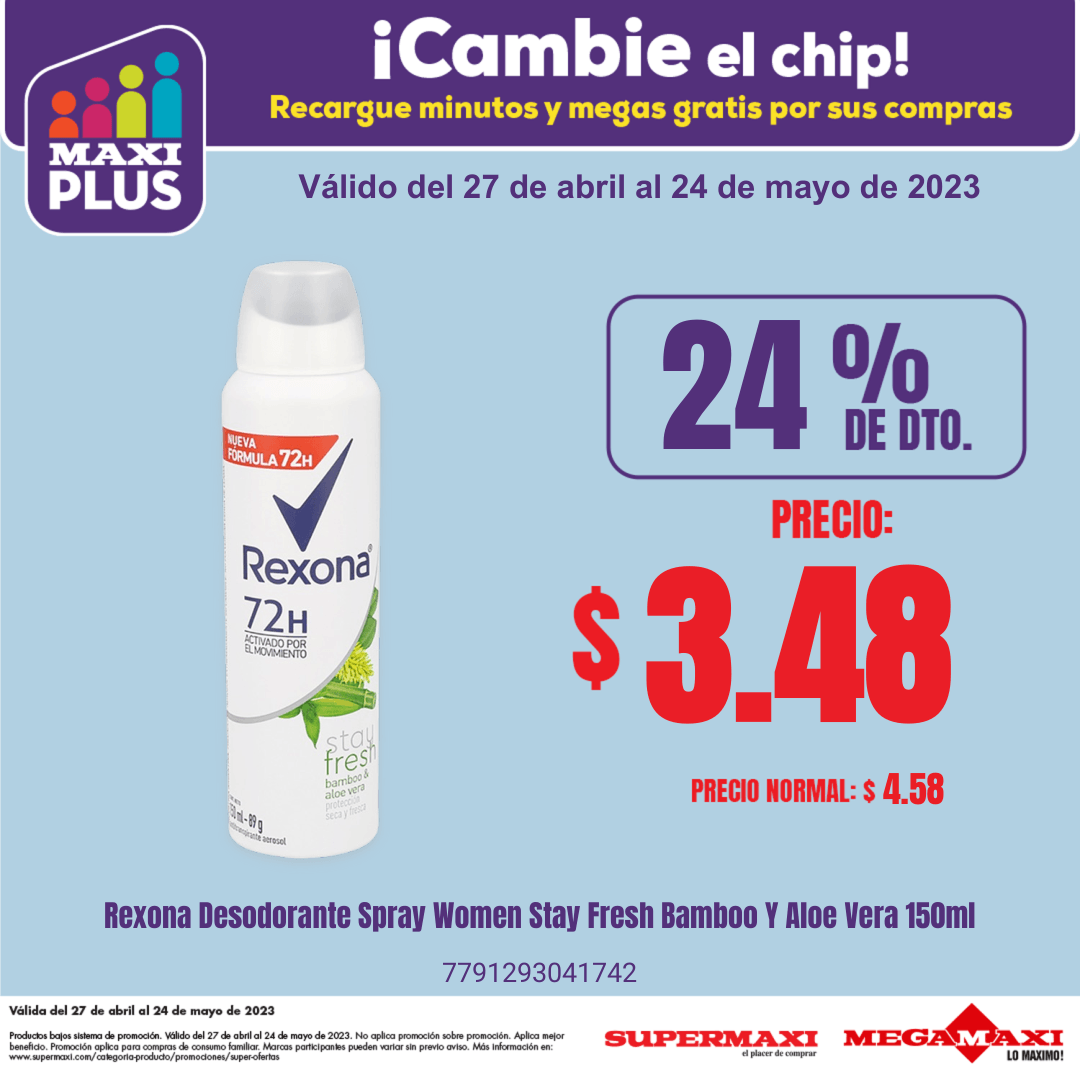 ¡Cambie el chip!
Recargue minutos y megas gratis por sus compras
MAXI
PLUS
Válido del 27 de abril al 24 de mayo de 2023
24 %
DE DTO.
PRECIO:
$ 3.48
PRECIO NORMAL: $ 4.58
NUEVA
FÓRMULA 72H
Rexona®
72H
ACTIVADO POR
EL MOVIMIENTO
stay
fresh
bamboo &
aloe vera
protección
seca y fresca
ml - 89 g
aerosol
Rexona Desodorante Spray Women Stay Fresh Bamboo Y Aloe Vera 150ml
7791293041742
Válida del 27 de abril al 24 de mayo de 2023
Productos bajos sistema de promoción. Válido del 27 de abril al 24 de mayo de 2023. No aplica promoción sobre promoción. Aplica mejor
beneficio. Promoción aplica para compras de consumo familiar. Marcas participantes pueden variar sin previo aviso. Más información en:
www.supermaxi.com/categoria-producto/promociones/super-ofertas
SUPERMAXI
el placer de comprar
MEGAMAXI
LO MAXIMO!